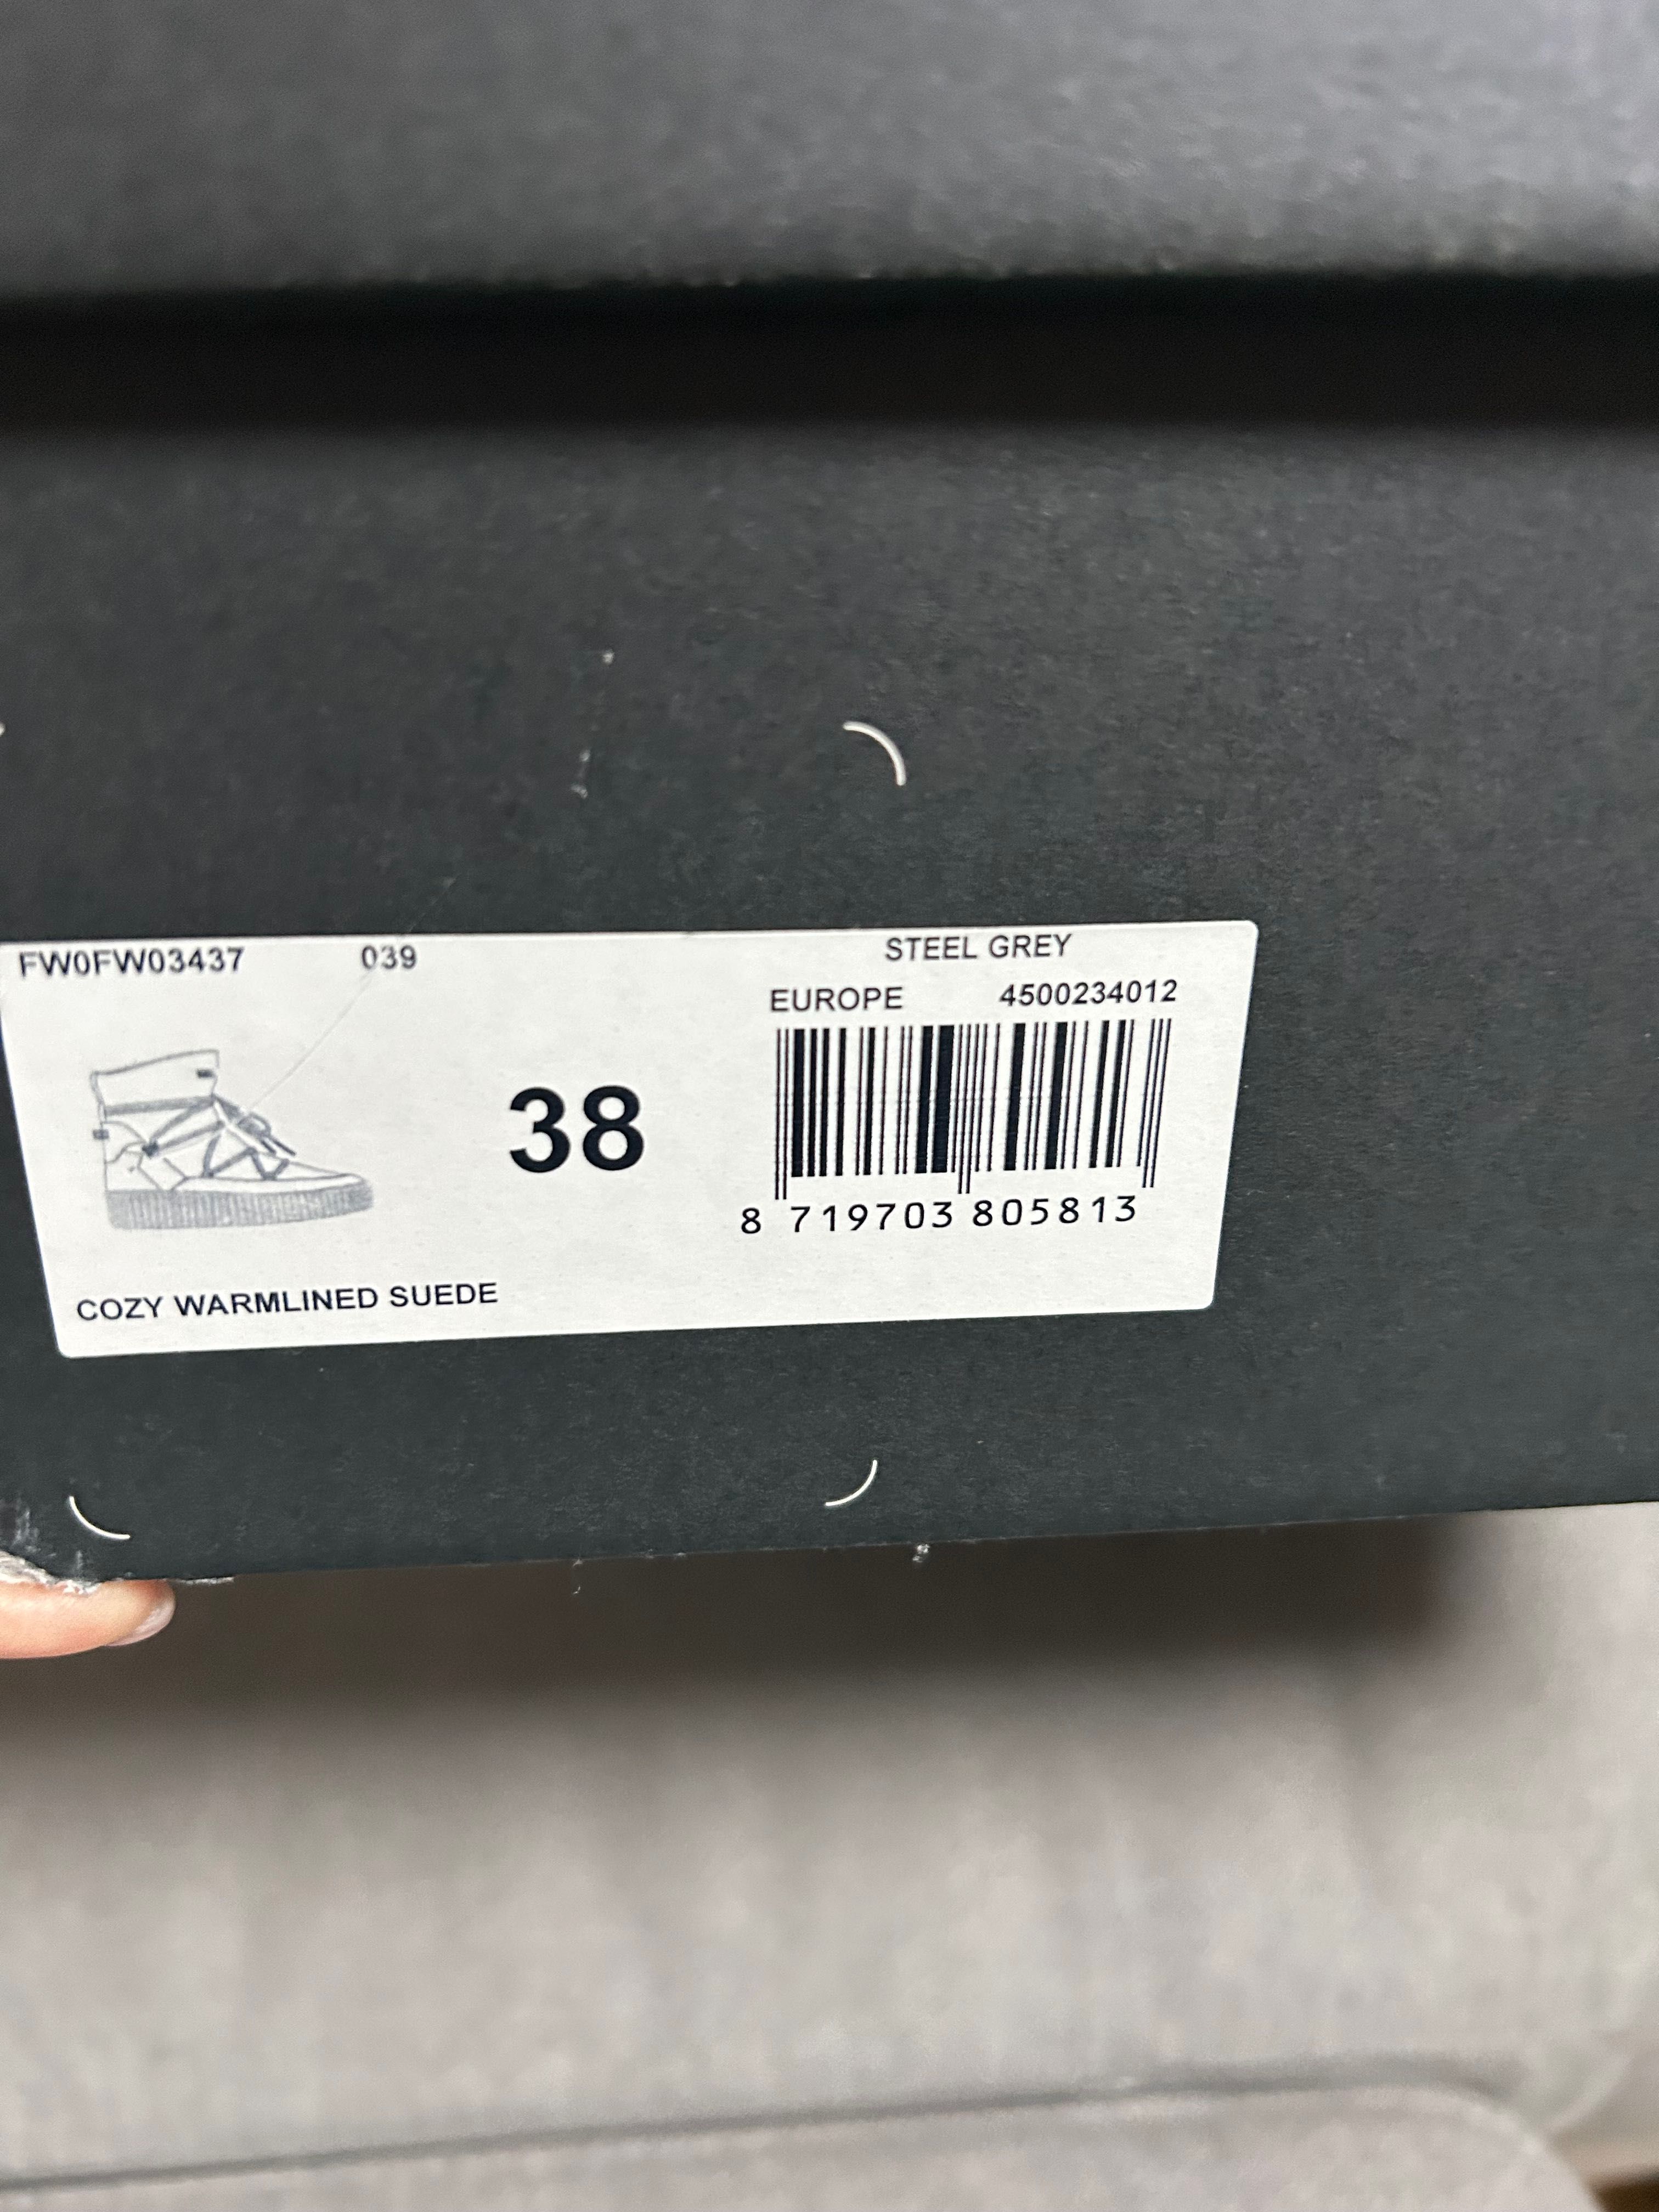 FW0FW03437 039 STEEL GREY
EUROPE 4500234012
38
8 719703 805813
COZY WARMLINED SUEDE